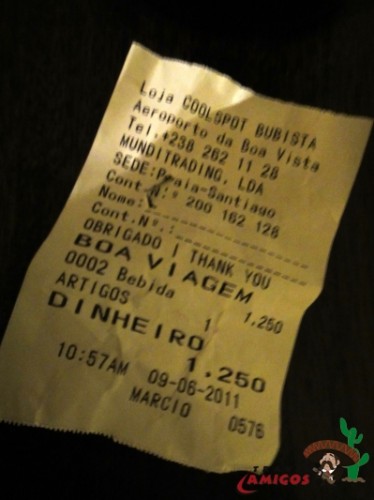 Loja COOLSPOT BUBISTA
Aeroporto da Boa Vista
Tel.+238 262 11 28
MUNDITRADING, LDA
SEDE:Praia-Santiago
Cont. N.º 200 162 128
Nome:
Cont.Nº.:
OBRIGADO | THANK YOU
BOA VIAGEM
0002 Bebida 1,250
ARTIGOS 1
DINHEIRO 1.250
10:57AM 09-06-2011
MARCIO 0576
AMIGOS